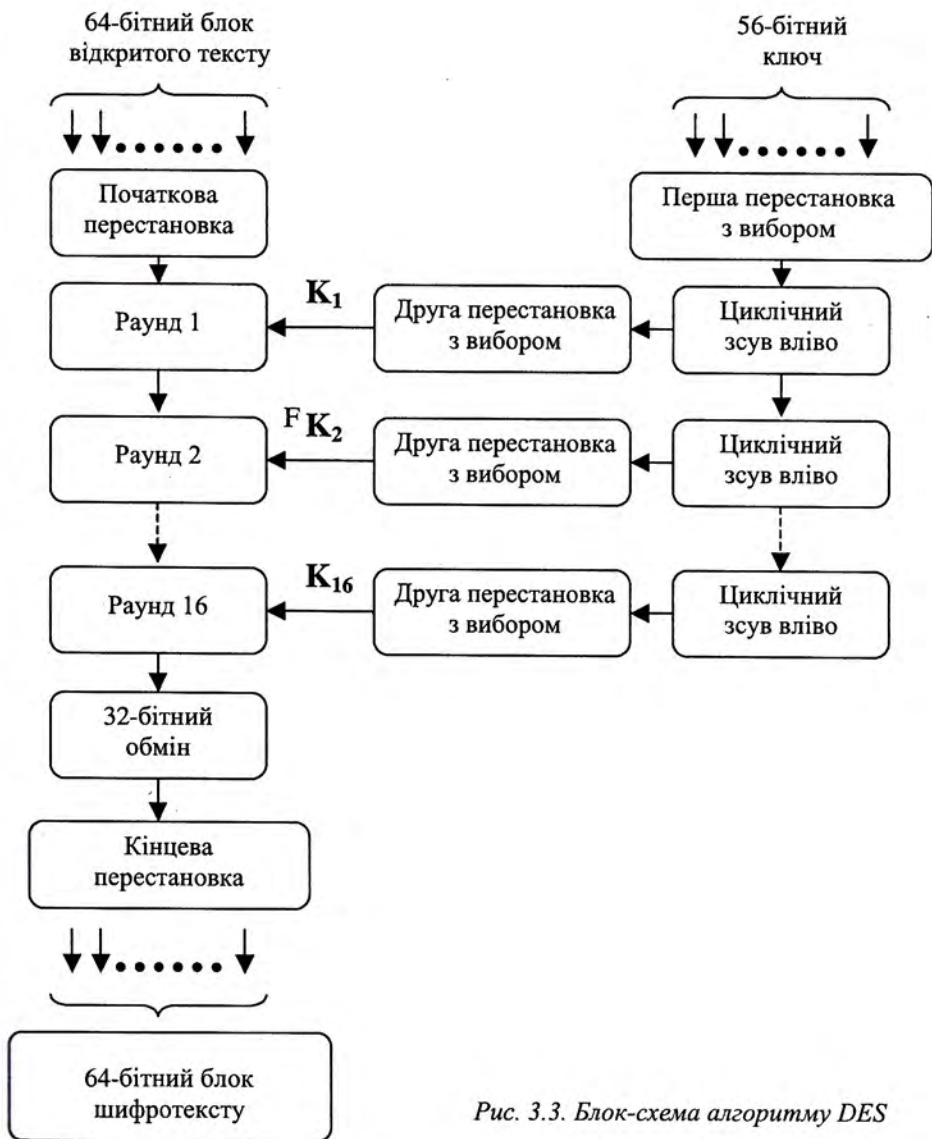 64-бітний блок
відкритого тексту
56-бітний
ключ
Початкова
перестановка
Перша перестановка
з вибором
Раунд 1
K₁
Друга перестановка
з вибором
Циклічний
зсув вліво
Раунд 2
F K₂
Друга перестановка
з вибором
Циклічний
зсув вліво
Раунд 16
K₁₆
Друга перестановка
з вибором
Циклічний
зсув вліво
32-бітний
обмін
Кінцева
перестановка
64-бітний блок
шифротексту
Рис. 3.3. Блок-схема алгоритму DES